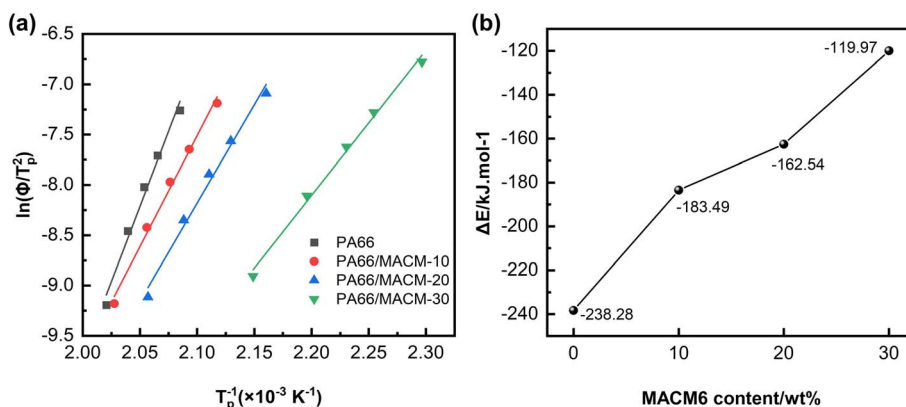 (a)
-6.5
-7.0
-7.5
-8.0
-8.5
-9.0
-9.5
ln(Φ/T²ₚ)
PA66
PA66/MACM-10
PA66/MACM-20
PA66/MACM-30
2.00 2.05 2.10 2.15 2.20 2.25 2.30
Tₚ⁻¹(×10⁻³ K⁻¹)
(b)
-120
-140
-160
-180
-200
-220
-240
ΔE/kJ.mol-1
-119.97
-162.54
-183.49
-238.28
0 10 20 30
MACM6 content/wt%